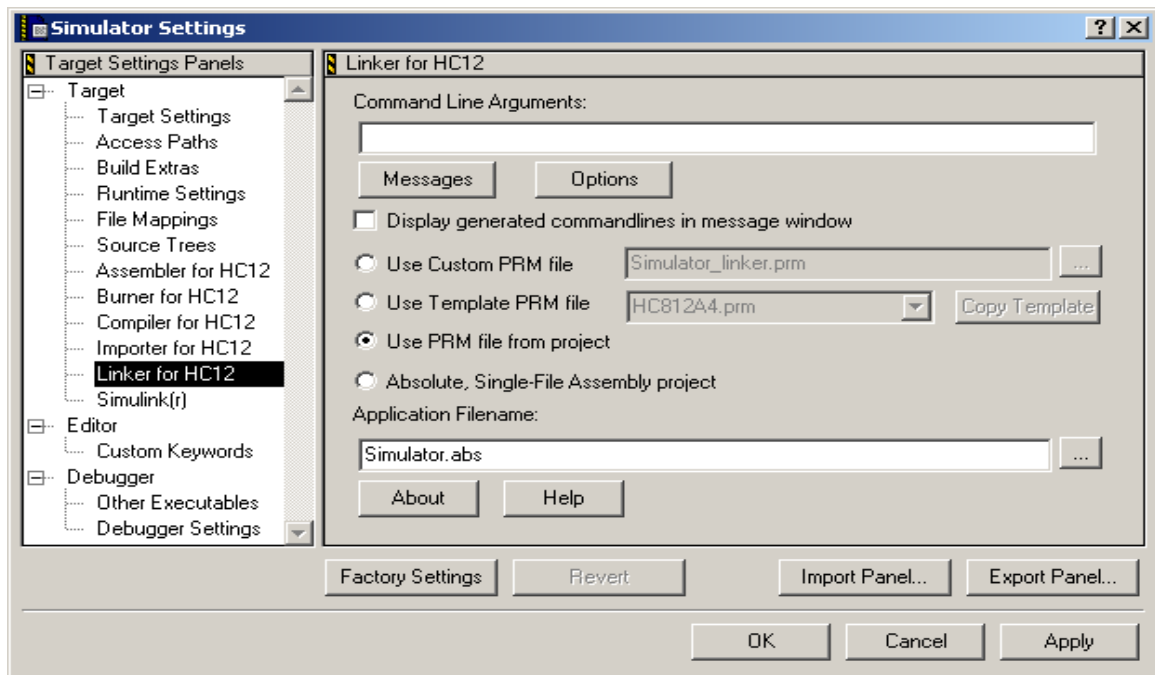 Simulator Settings
Target Settings Panels
Target
Target Settings
Access Paths
Build Extras
Runtime Settings
File Mappings
Source Trees
Assembler for HC12
Burner for HC12
Compiler for HC12
Importer for HC12
Linker for HC12
Simulink(r)
Editor
Custom Keywords
Debugger
Other Executables
Debugger Settings
Linker for HC12
Command Line Arguments:
Messages Options
Display generated commandlines in message window
Use Custom PRM file Simulator_linker.prm ...
Use Template PRM file HC812A4.prm Copy Template
Use PRM file from project
Absolute, Single-File Assembly project
Application Filename:
Simulator.abs ...
About Help
Factory Settings Revert Import Panel... Export Panel...
OK Cancel Apply